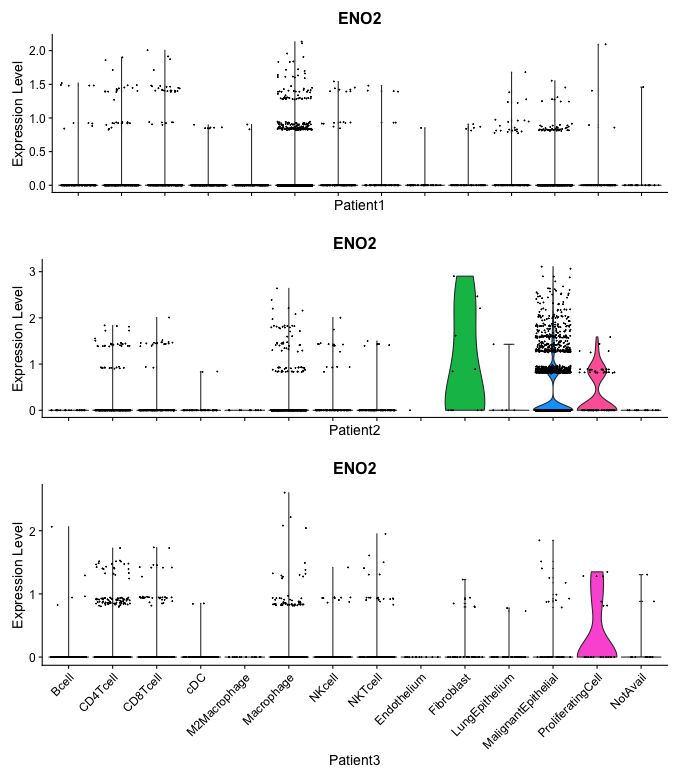 ENO2
Expression Level
2.0
1.5
1.0
0.5
0.0
Patient1
ENO2
Expression Level
3
2
1
0
Patient2
ENO2
Expression Level
2
1
0
Bcell
CD4Tcell
CD8Tcell
cDC
M2Macrophage
Macrophage
NKcell
NKTcell
Endothelium
Fibroblast
LungEpithelium
MalignantEpithelial
ProliferatingCell
NotAvail
Patient3